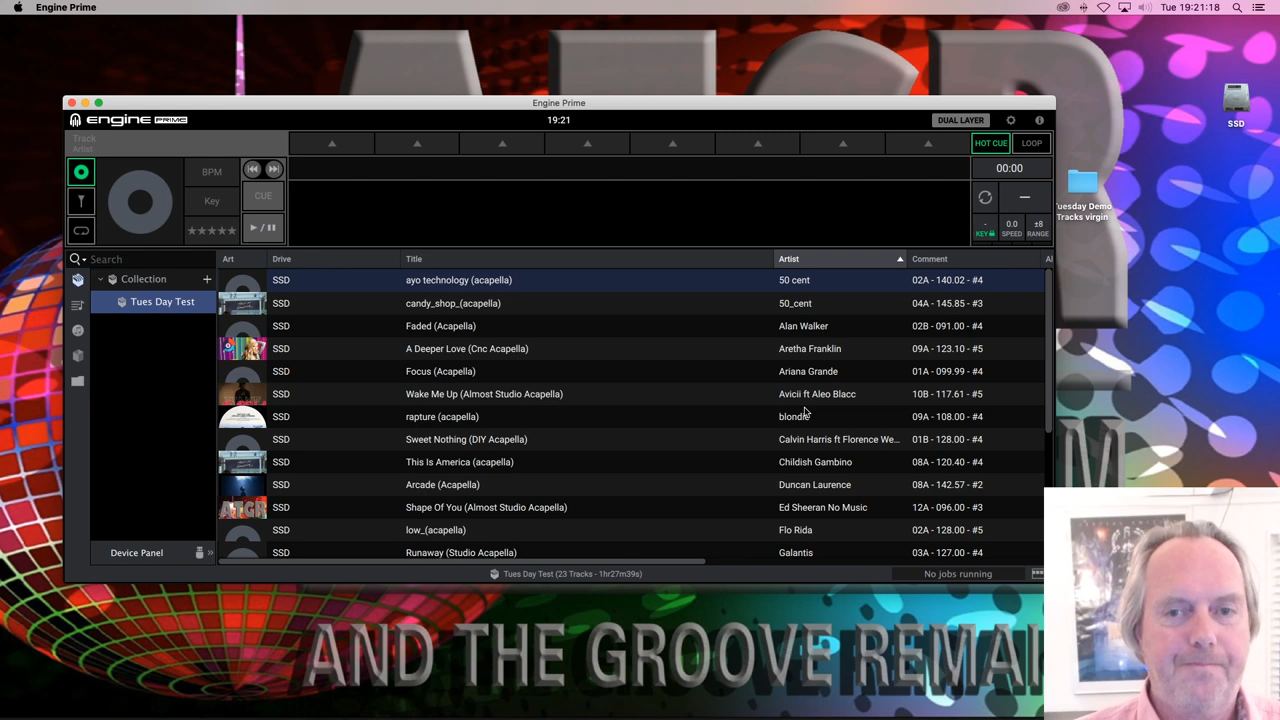 Engine Prime
Tue 19:21:18
SSD
Tuesday Demo
Tracks virgin
Engine Prime
engine PRIME
19:21
DUAL LAYER
Track
Artist
HOT CUE
LOOP
BPM
Key
CUE
00:00
KEY
0.0
SPEED
±8
RANGE
Search
Collection
Tues Day Test
Device Panel
Art Drive Title Artist Comment Al
SSD ayo technology (acapella) 50 cent 02A - 140.02 - #4
SSD candy_shop_(acapella) 50_cent 04A - 145.85 - #3
SSD Faded (Acapella) Alan Walker 02B - 091.00 - #4
SSD A Deeper Love (Cnc Acapella) Aretha Franklin 09A - 123.10 - #5
SSD Focus (Acapella) Ariana Grande 01A - 099.99 - #4
SSD Wake Me Up (Almost Studio Acapella) Avicii ft Aleo Blacc 10B - 117.61 - #5
SSD rapture (acapella) blondie 09A - 108.00 - #4
SSD Sweet Nothing (DIY Acapella) Calvin Harris ft Florence We... 01B - 128.00 - #4
SSD This Is America (acapella) Childish Gambino 08A - 120.40 - #4
SSD Arcade (Acapella) Duncan Laurence 08A - 142.57 - #2
SSD Shape Of You (Almost Studio Acapella) Ed Sheeran No Music 12A - 096.00 - #3
SSD low_(acapella) Flo Rida 02A - 128.00 - #5
SSD Runaway (Studio Acapella) Galantis 03A - 127.00 - #4
Tues Day Test (23 Tracks - 1hr27m39s)
No jobs running
ATGR
AND THE GROOVE REMAI
M